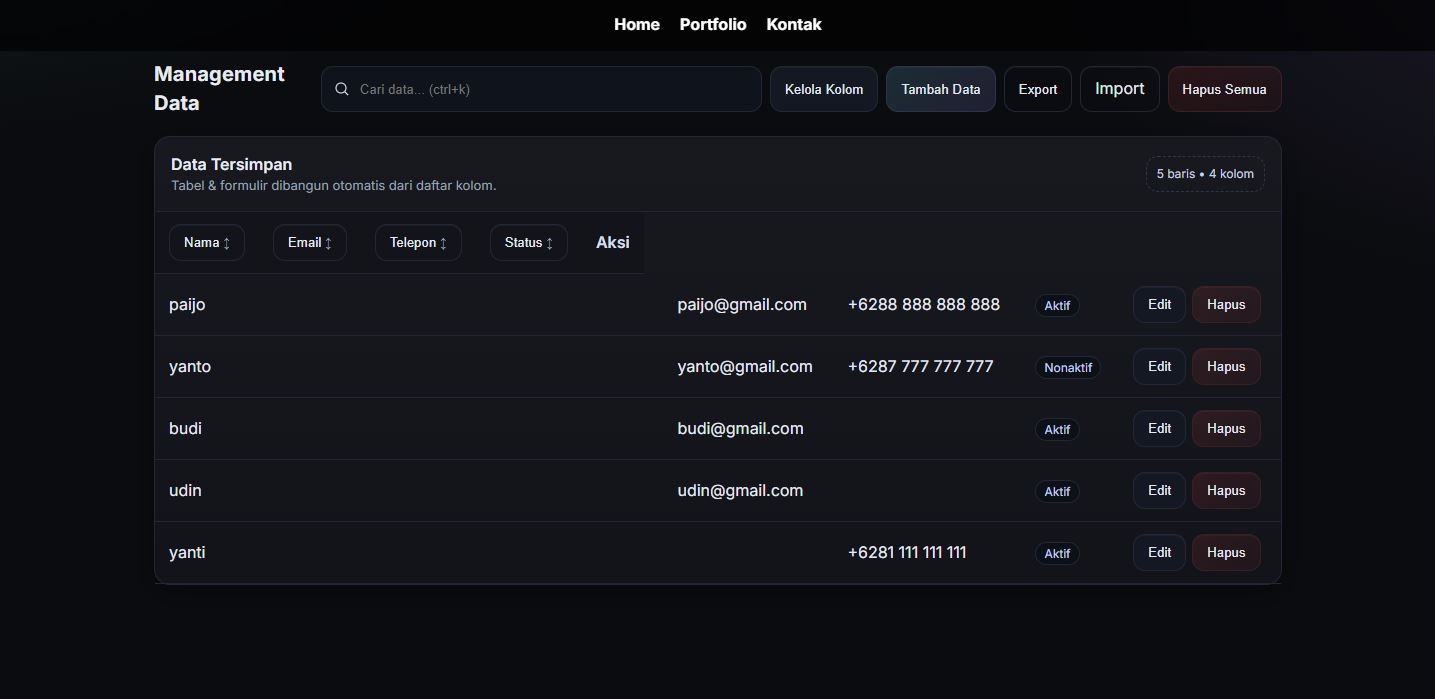 Home Portfolio Kontak
Management
Data
Cari data... (ctrl+k)
Kelola Kolom
Tambah Data
Export
Import
Hapus Semua
Data Tersimpan
Tabel & formulir dibangun otomatis dari daftar kolom.
5 baris • 4 kolom
Nama ↕ Email ↕ Telepon ↕ Status ↕ Aksi
paijo paijo@gmail.com +6288 888 888 888 Aktif Edit Hapus
yanto yanto@gmail.com +6287 777 777 777 Nonaktif Edit Hapus
budi budi@gmail.com Aktif Edit Hapus
udin udin@gmail.com Aktif Edit Hapus
yanti +6281 111 111 111 Aktif Edit Hapus